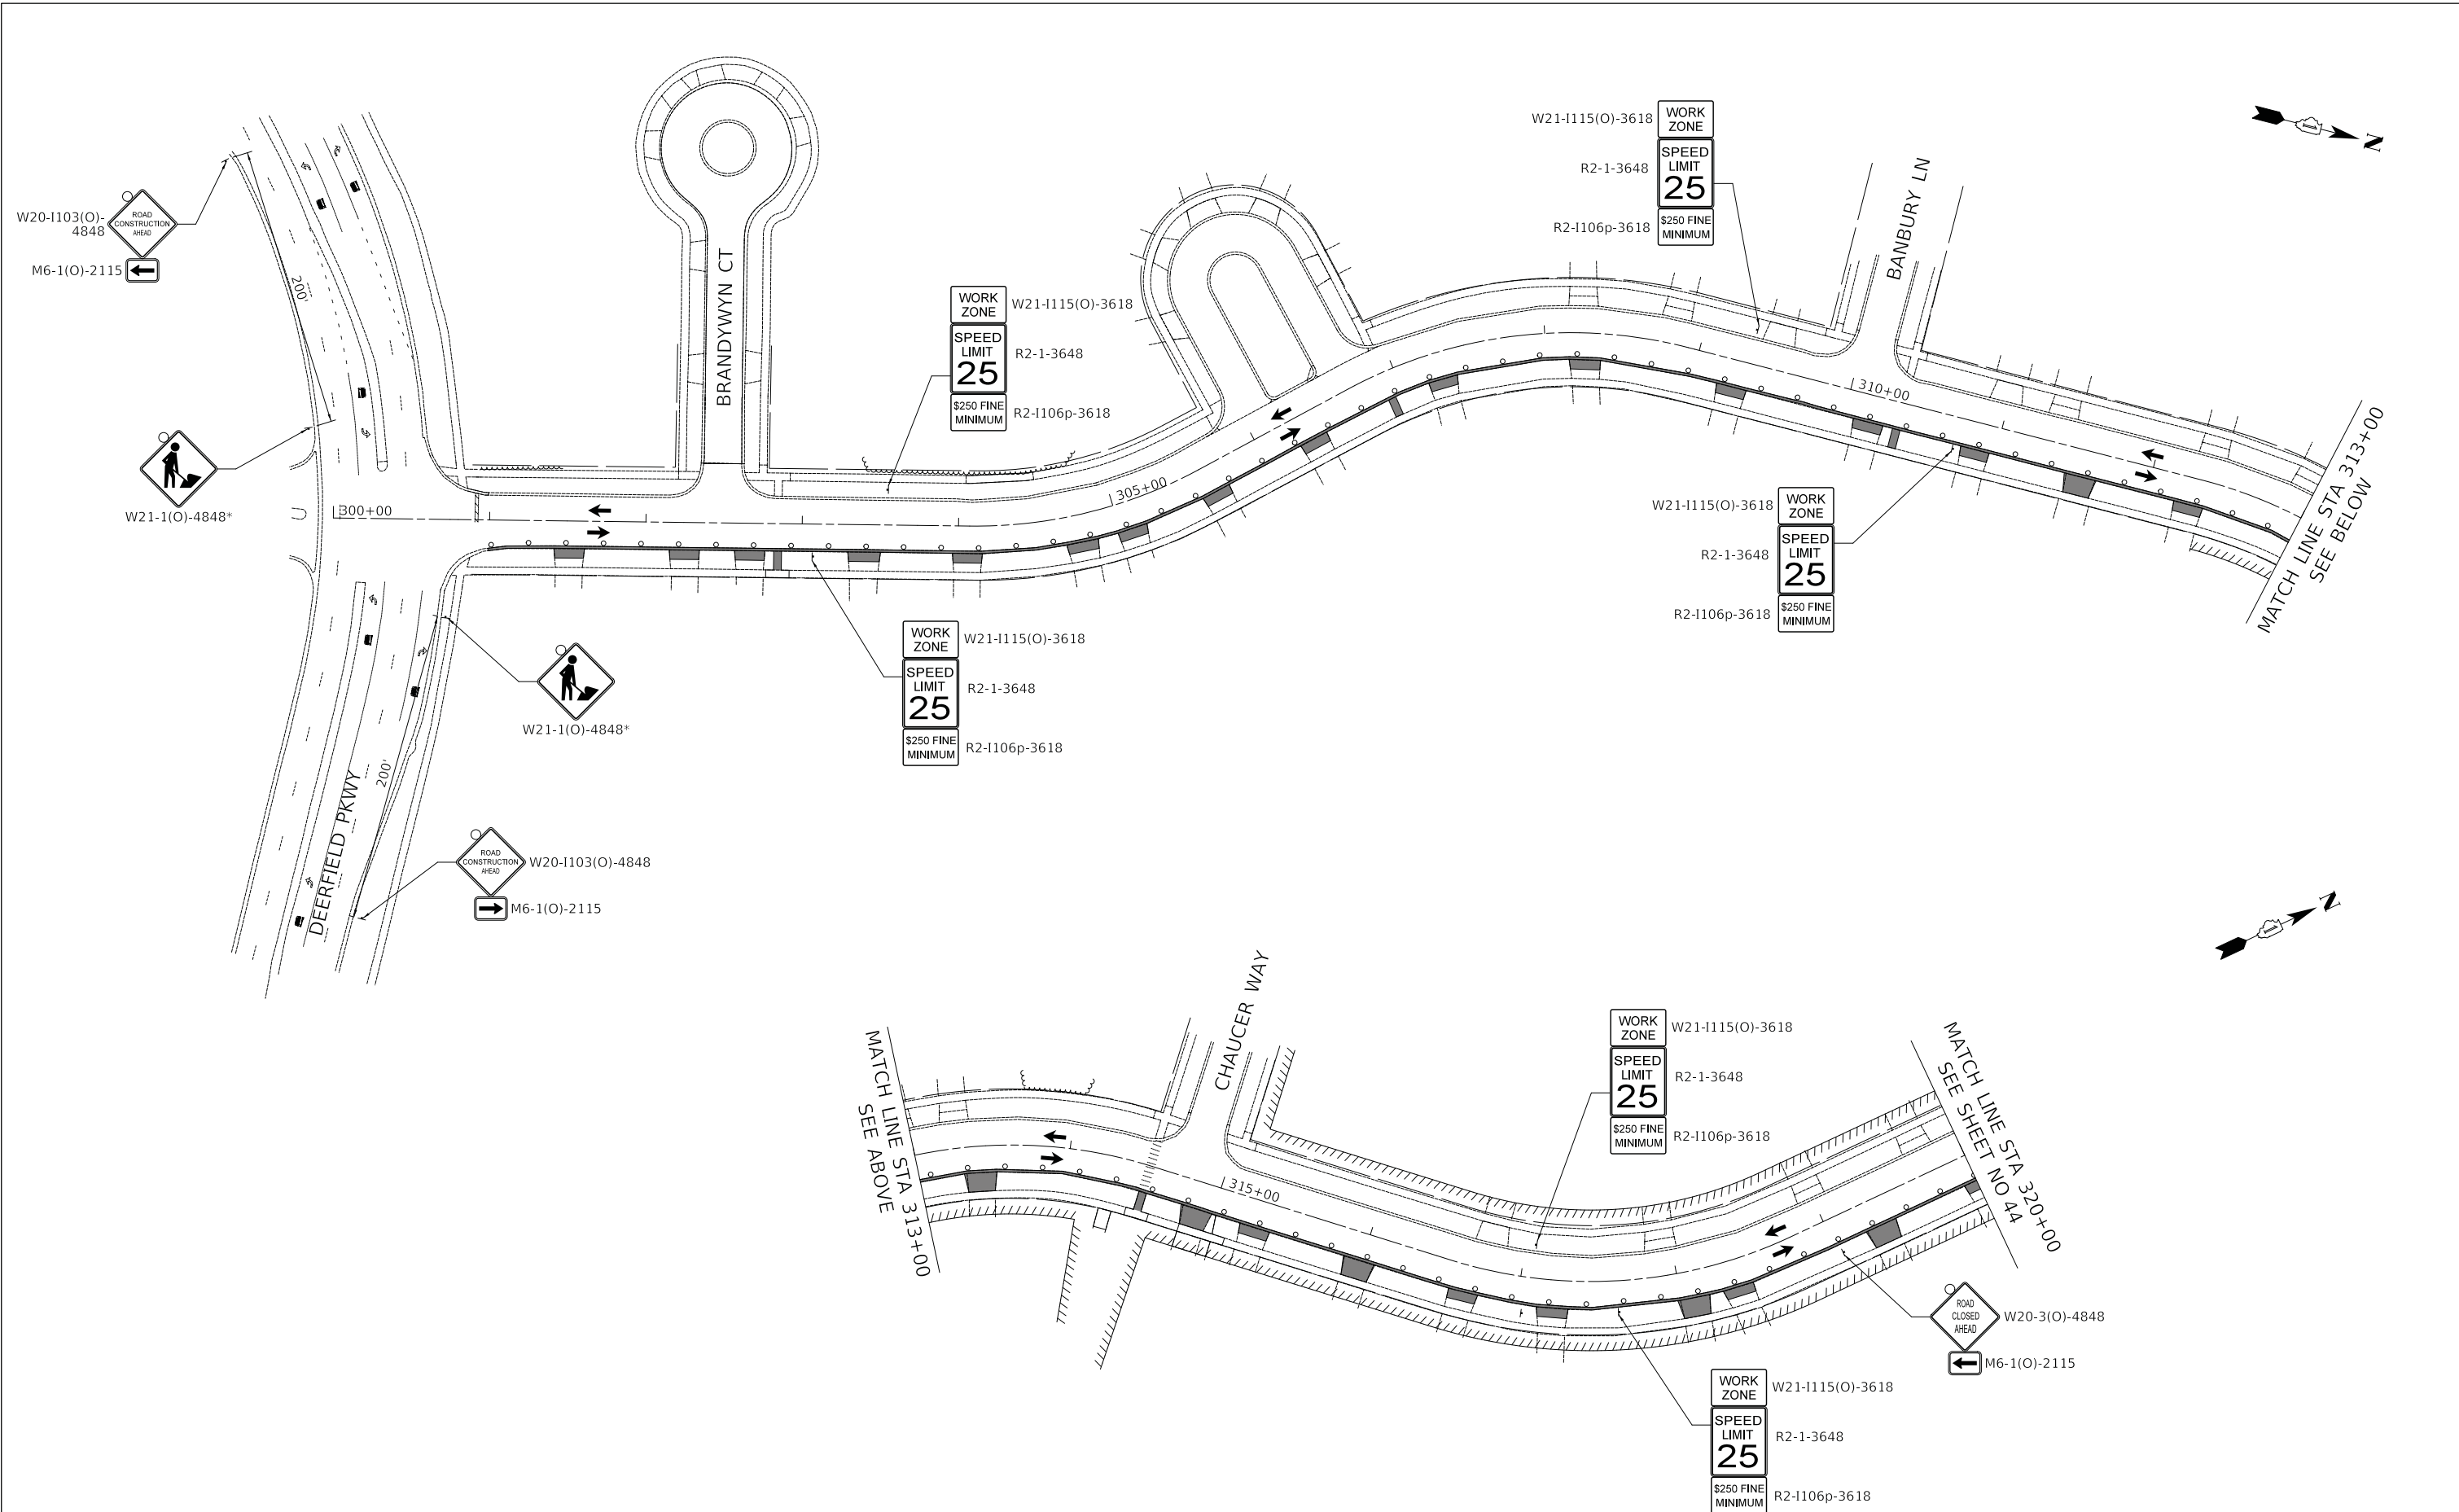 W20-I103(O)-
4848
ROAD
CONSTRUCTION
AHEAD
M6-1(O)-2115
200'
W21-1(O)-4848*
300+00
BRANDYWYN CT
WORK
ZONE
W21-I115(O)-3618
SPEED
LIMIT
25
R2-1-3648
$250 FINE
MINIMUM
R2-I106p-3618
305+00
W21-I115(O)-3618
WORK
ZONE
R2-1-3648
SPEED
LIMIT
25
R2-I106p-3618
$250 FINE
MINIMUM
BANBURY LN
N
310+00
MATCH LINE STA 313+00
SEE BELOW
W21-I115(O)-3618
WORK
ZONE
R2-1-3648
SPEED
LIMIT
25
R2-I106p-3618
$250 FINE
MINIMUM
WORK
ZONE
W21-I115(O)-3618
SPEED
LIMIT
25
R2-1-3648
$250 FINE
MINIMUM
R2-I106p-3618
W21-1(O)-4848*
200'
DEERFIELD PKWY
ROAD
CONSTRUCTION
AHEAD
W20-I103(O)-4848
M6-1(O)-2115
N
MATCH LINE STA 313+00
SEE ABOVE
CHAUCER WAY
315+00
WORK
ZONE
W21-I115(O)-3618
SPEED
LIMIT
25
R2-1-3648
$250 FINE
MINIMUM
R2-I106p-3618
MATCH LINE STA 320+00
SEE SHEET NO 44
ROAD
CLOSED
AHEAD
W20-3(O)-4848
M6-1(O)-2115
WORK
ZONE
W21-I115(O)-3618
SPEED
LIMIT
25
R2-1-3648
$250 FINE
MINIMUM
R2-I106p-3618